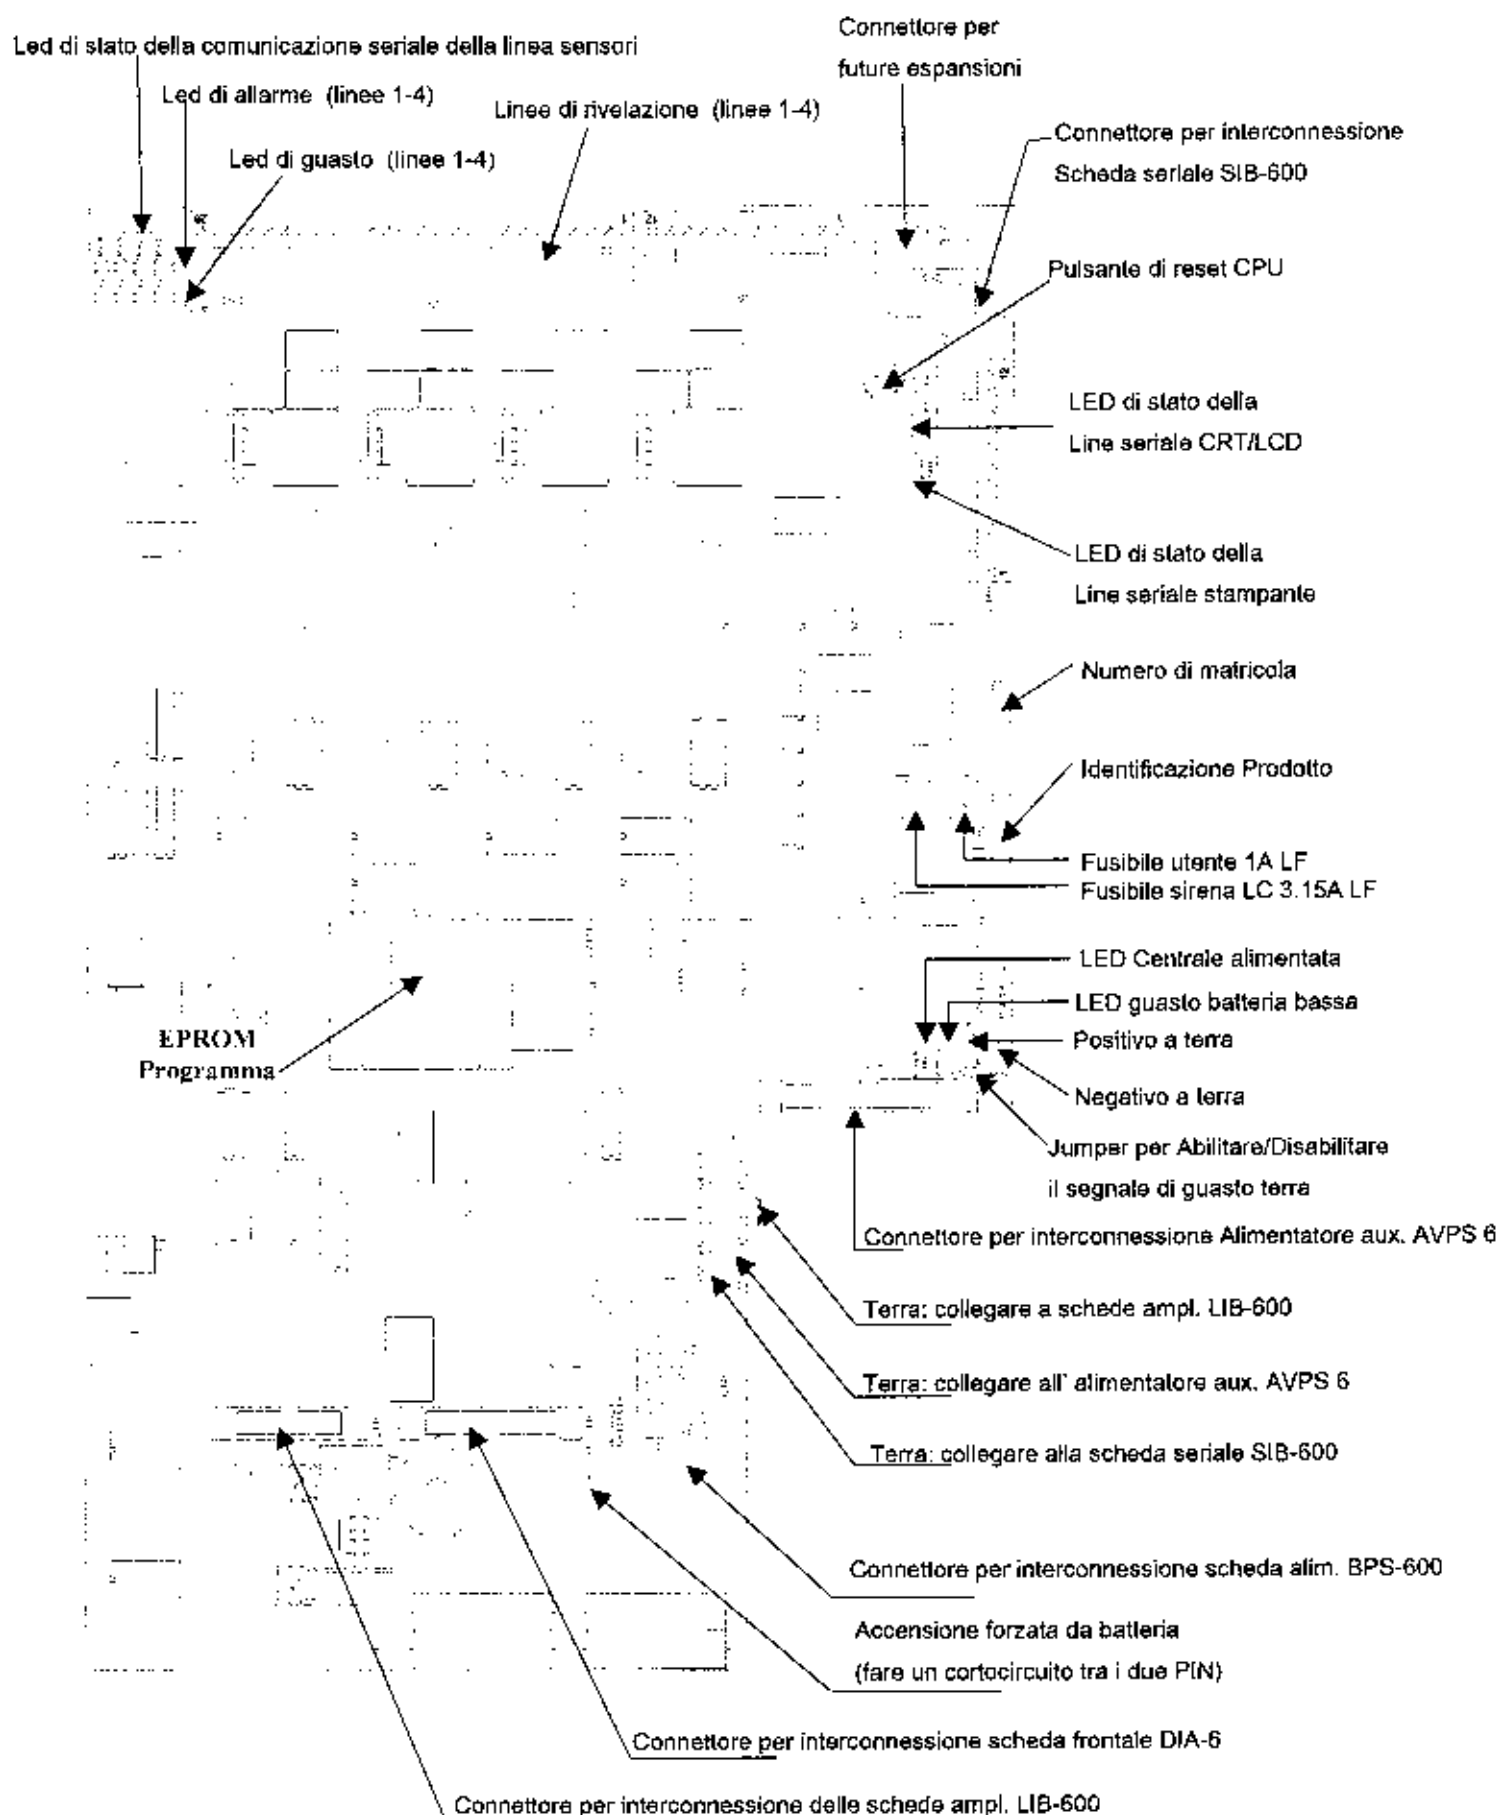 Connettore per
future espansioni
Led di stato della comunicazione seriale della linea sensori
Led di allarme (linee 1-4)
Linee di rivelazione (linee 1-4)
Led di guasto (linee 1-4)
Connettore per interconnessione
Scheda seriale SIB-600
Pulsante di reset CPU
LED di stato della
Line seriale CRT/LCD
LED di stato della
Line seriale stampante
Numero di matricola
Identificazione Prodotto
Fusibile utente 1A LF
Fusibile sirena LC 3.15A LF
LED Centrale alimentata
LED guasto batteria bassa
Positivo a terra
EPROM
Programma
Negativo a terra
Jumper per Abilitare/Disabilitare
il segnale di guasto terra
Connettore per interconnessione Alimentatore aux. AVPS 6
Terra: collegare a schede ampl. LIB-600
Terra: collegare all' alimentatore aux. AVPS 6
Terra: collegare alla scheda seriale SIB-600
Connettore per interconnessione scheda alim. BPS-600
Accensione forzata da batteria
(fare un cortocircuito tra i due PIN)
Connettore per interconnessione scheda frontale DIA-6
Connettore per interconnessione delle schede ampl. LIB-600